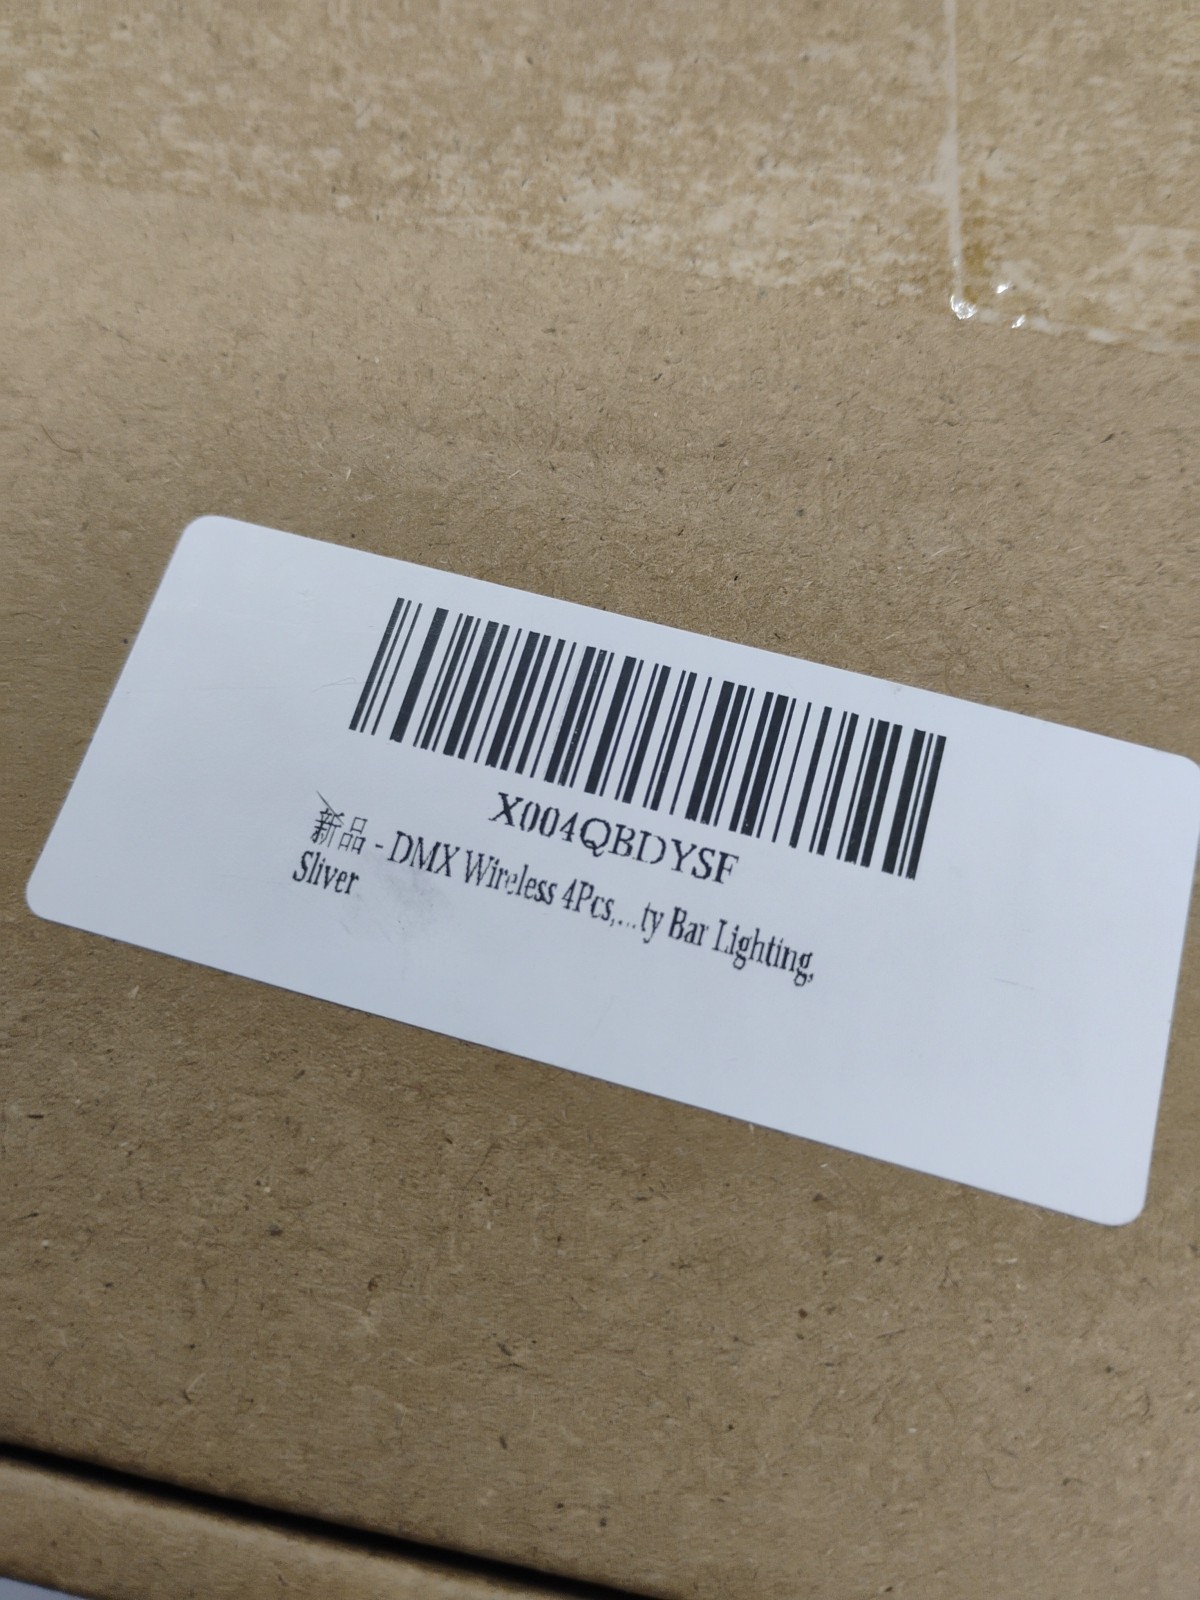 X004QBDYSF
新品 - DMX Wireless 4Pcs,...ty Bar Lighting,
Sliver